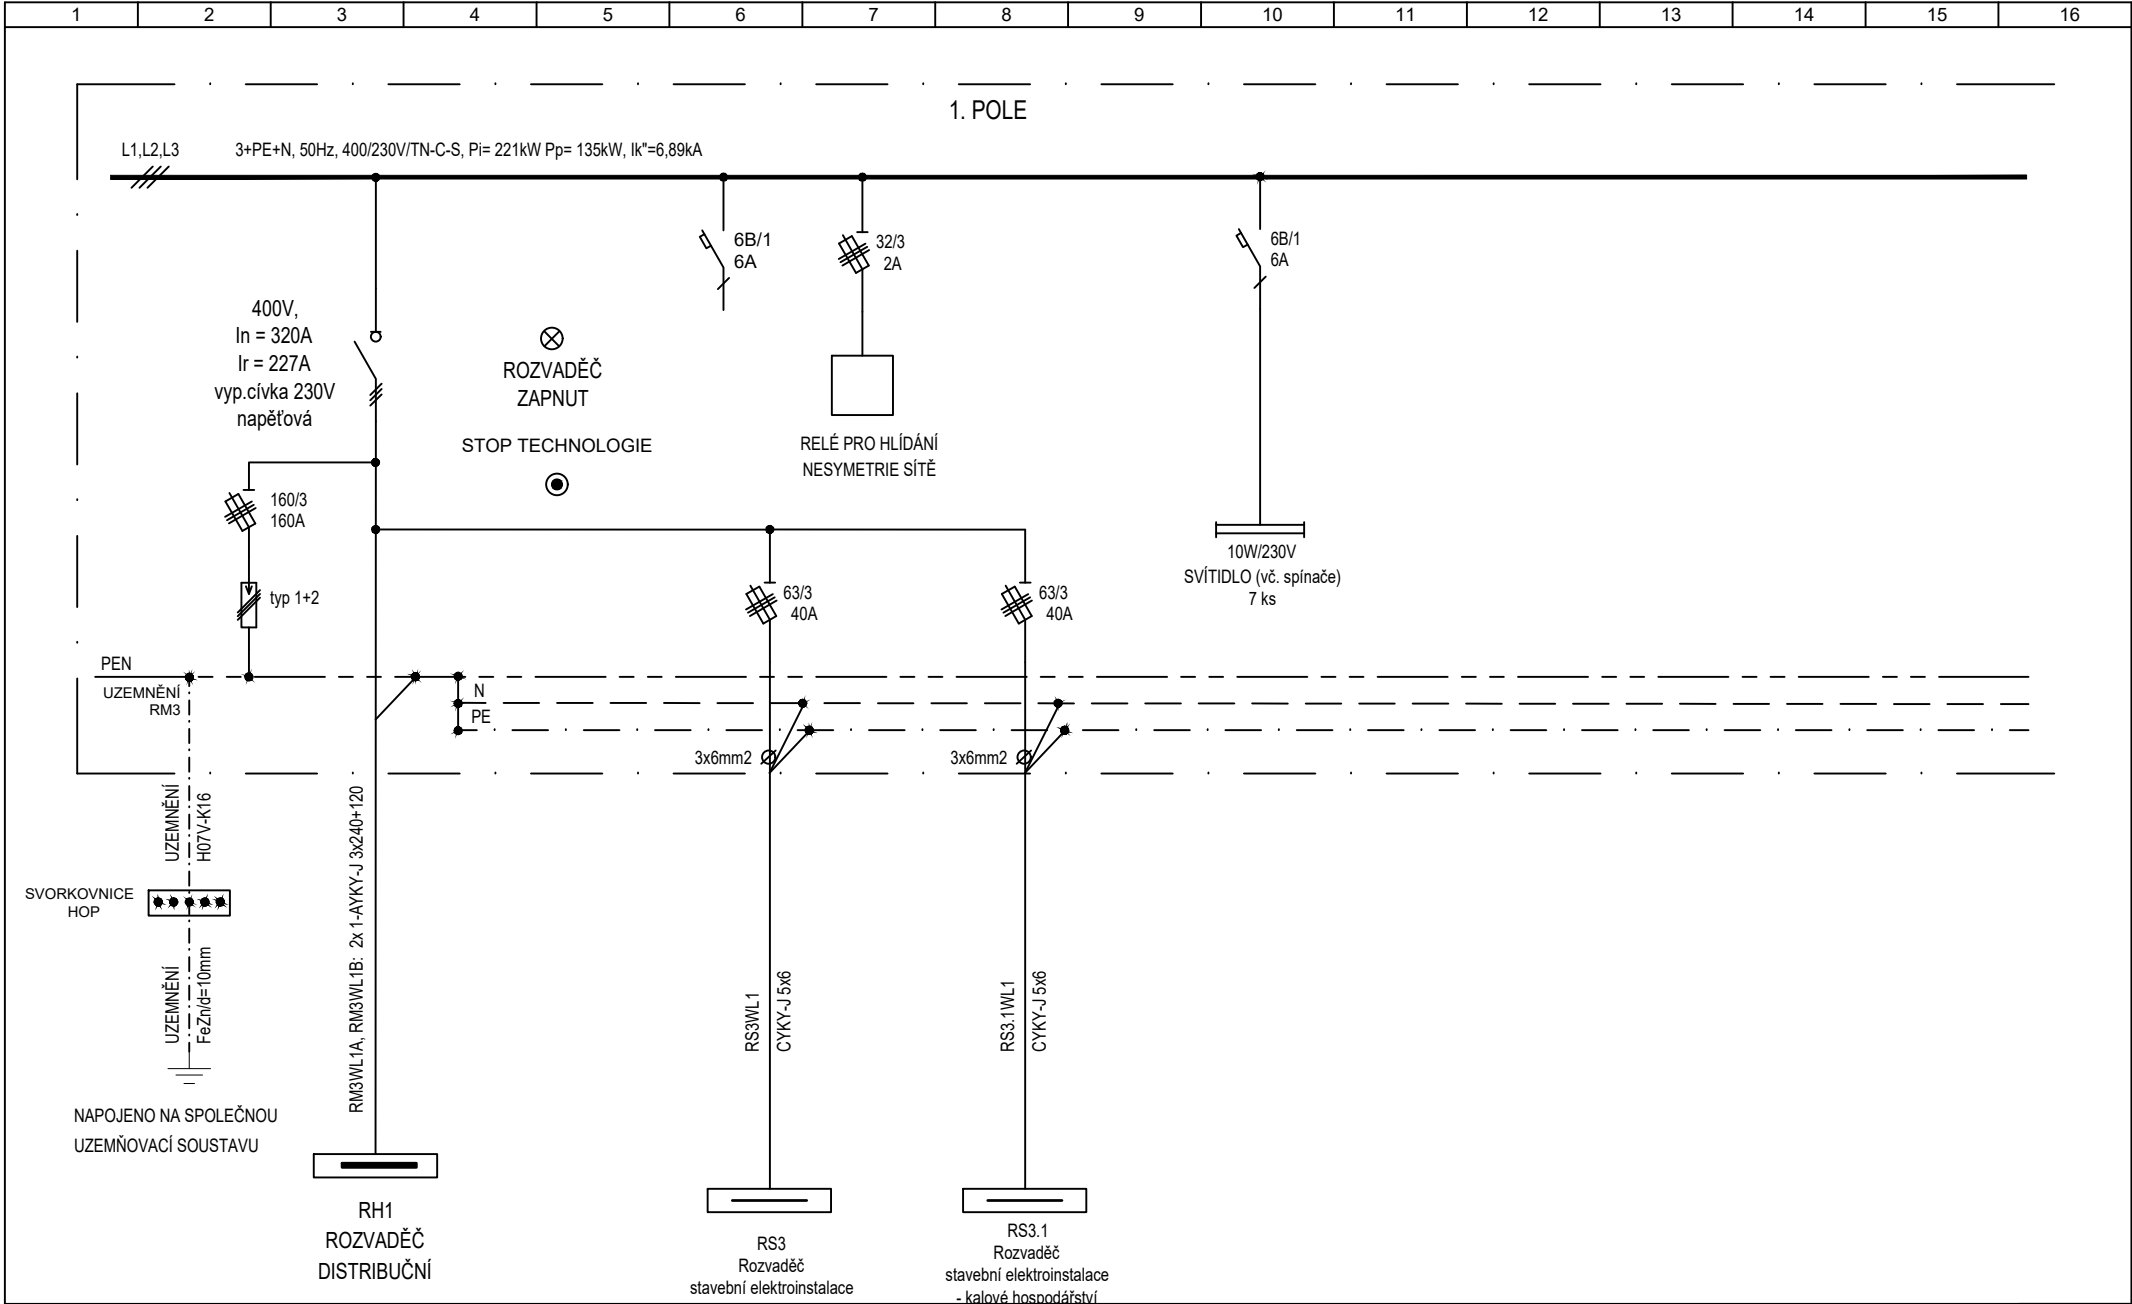 1 2 3 4 5 6 7 8 9 10 11 12 13 14 15 16
1. POLE
L1,L2,L3
3+PE+N, 50Hz, 400/230V/TN-C-S, Pi= 221kW Pp= 135kW, Ik"=6,89kA
6B/1
6A
32/3
2A
6B/1
6A
400V,
In = 320A
Ir = 227A
vyp.cívka 230V
napěťová
ROZVADĚČ
ZAPNUT
STOP TECHNOLOGIE
RELÉ PRO HLÍDÁNÍ
NESYMETRIE SÍTĚ
160/3
160A
typ 1+2
63/3
40A
63/3
40A
10W/230V
SVÍTIDLO (vč. spínače)
7 ks
PEN
UZEMNĚNÍ
RM3
N
PE
3x6mm2
3x6mm2
UZEMNĚNÍ
H07V-K16
SVORKOVNICE
HOP
UZEMNĚNÍ
FeZn/d=10mm
NAPOJENO NA SPOLEČNOU
UZEMŇOVACÍ SOUSTAVU
RM3WL1A, RM3WL1B: 2x 1-AYKY-J 3x240+120
RS3WL1
CYKY-J 5x6
RS3.1WL1
CYKY-J 5x6
RH1
ROZVADĚČ
DISTRIBUČNÍ
RS3
Rozvaděč
stavební elektroinstalace
RS3.1
Rozvaděč
stavební elektroinstalace
- kalové hospodářství